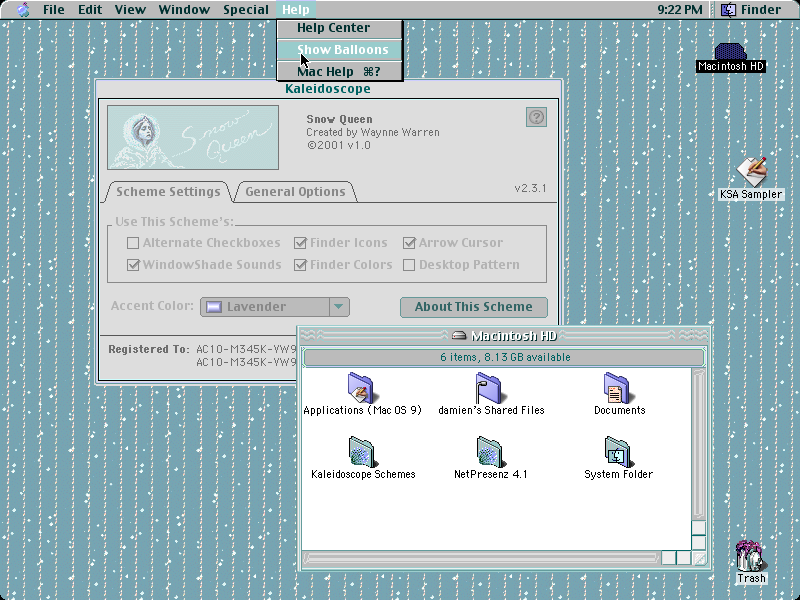 File Edit View Window Special Help 9:22 PM Finder
Help Center
Show Balloons
Mac Help ⌘?
Macintosh HD
Kaleidoscope
Snow Queen
Snow Queen
Created by Waynne Warren
©2001 v1.0
?
KSA Sampler
Scheme Settings General Options v2.3.1
Use This Scheme's:
Alternate Checkboxes Finder Icons Arrow Cursor
WindowShade Sounds Finder Colors Desktop Pattern
Accent Color: Lavender About This Scheme
Macintosh HD
Registered To: AC10-M345K-YW9
AC10-M345K-YW9
6 items, 8.13 GB available
Applications (Mac OS 9) damien's Shared Files Documents
Kaleidoscope Schemes NetPresenz 4.1 System Folder
Trash